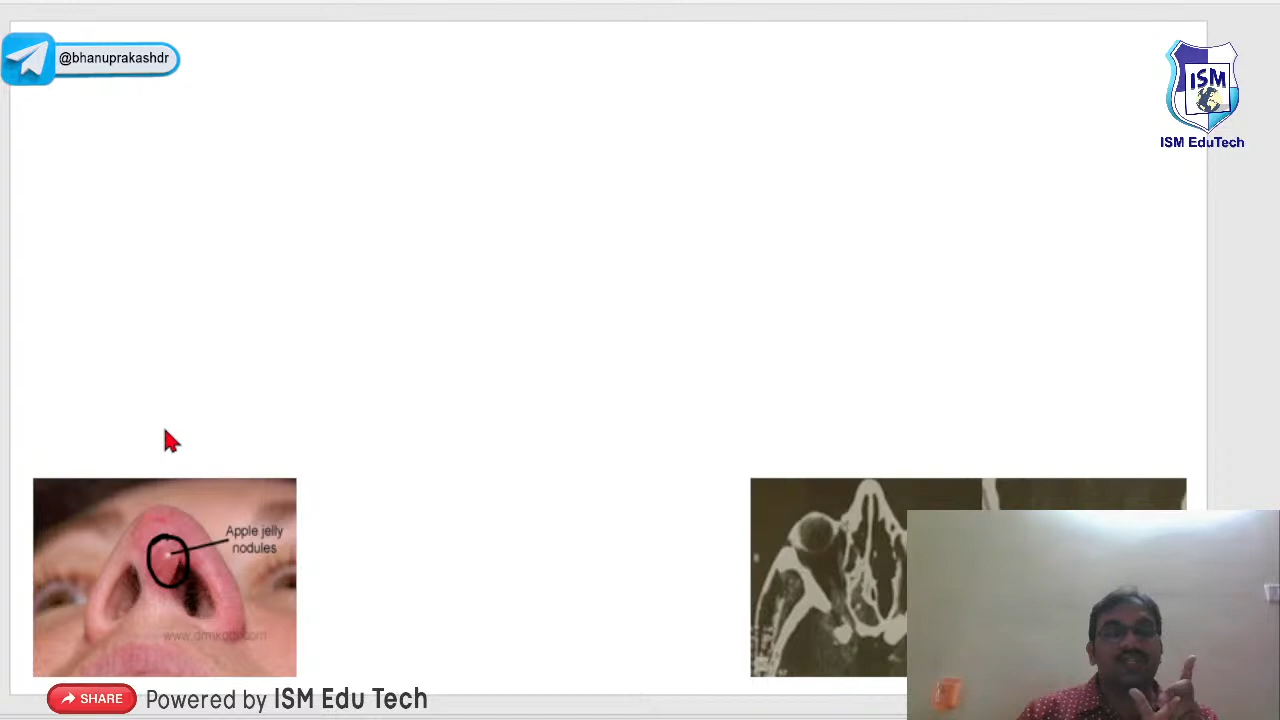 @bhanuprakashdr
ISM
ISM EduTech
Apple jelly
nodules
SHARE
Powered by ISM Edu Tech